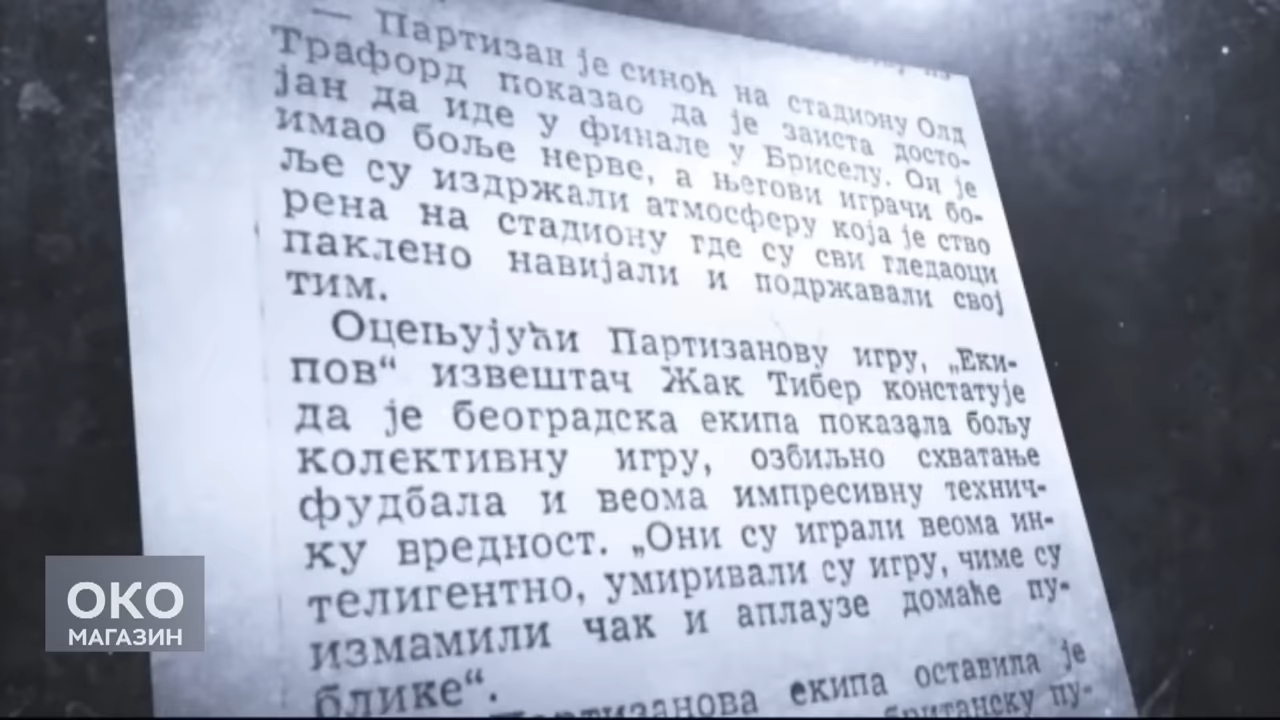 — Партизан је синоћ на стадиону Олд
Трафорд показао да је заиста досто-
јан да иде у финале у Бриселу. Он је
имао боље нерве, а његови играчи бо-
ље су издржали атмосферу која је ство
рена на стадиону где су сви гледаоци
паклено навијали и подржавали свој
тим.
Оцењујући Партизанову игру, „Еки-
пов“ извештач Жак Тибер констатује
да је београдска екипа показала бољу
колективну игру, озбиљно схватање
фудбала и веома импресивну технич-
ку вредност. „Они су играли веома ин-
телигентно, умиривали су игру, чиме су
измамили чак и аплаузе домаће пу-
блике“.
Партизанова екипа оставила је
британску пу-
ОКО
МАГАЗИН